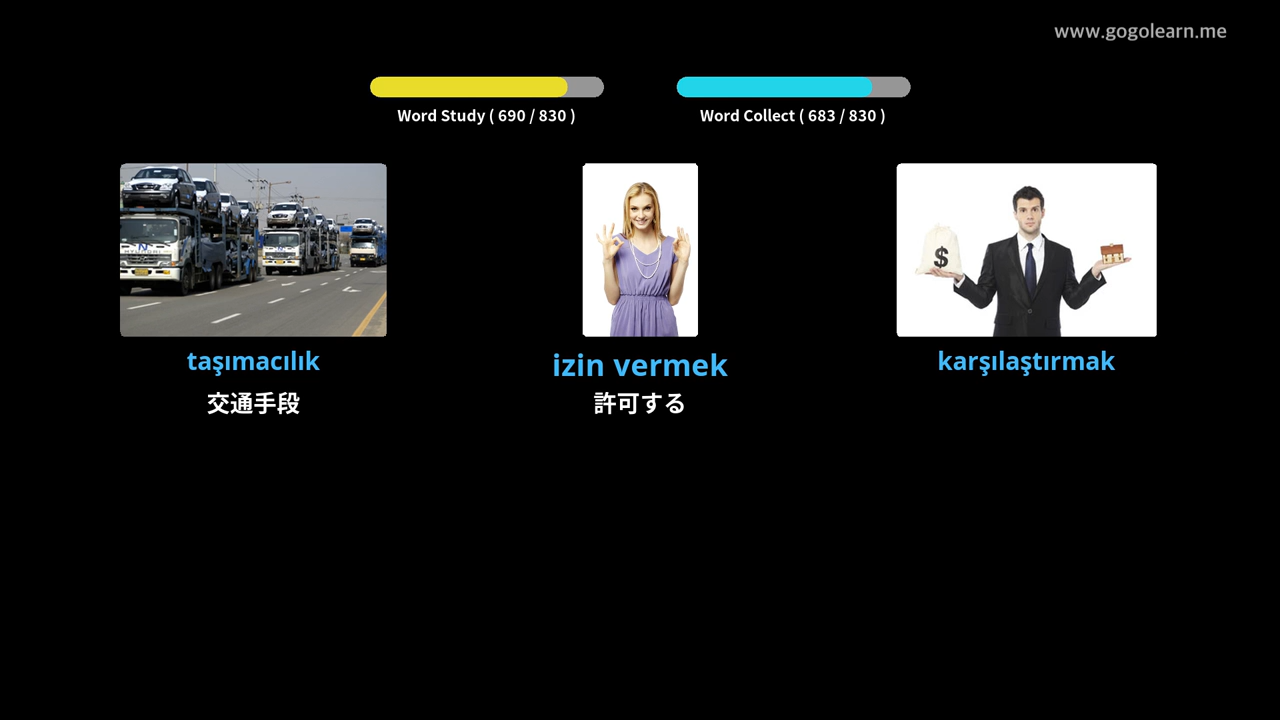 www.gogolearn.me
Word Study ( 690 / 830 )
Word Collect ( 683 / 830 )
taşımacılık
izin vermek
karşılaştırmak
交通手段
許可する
$